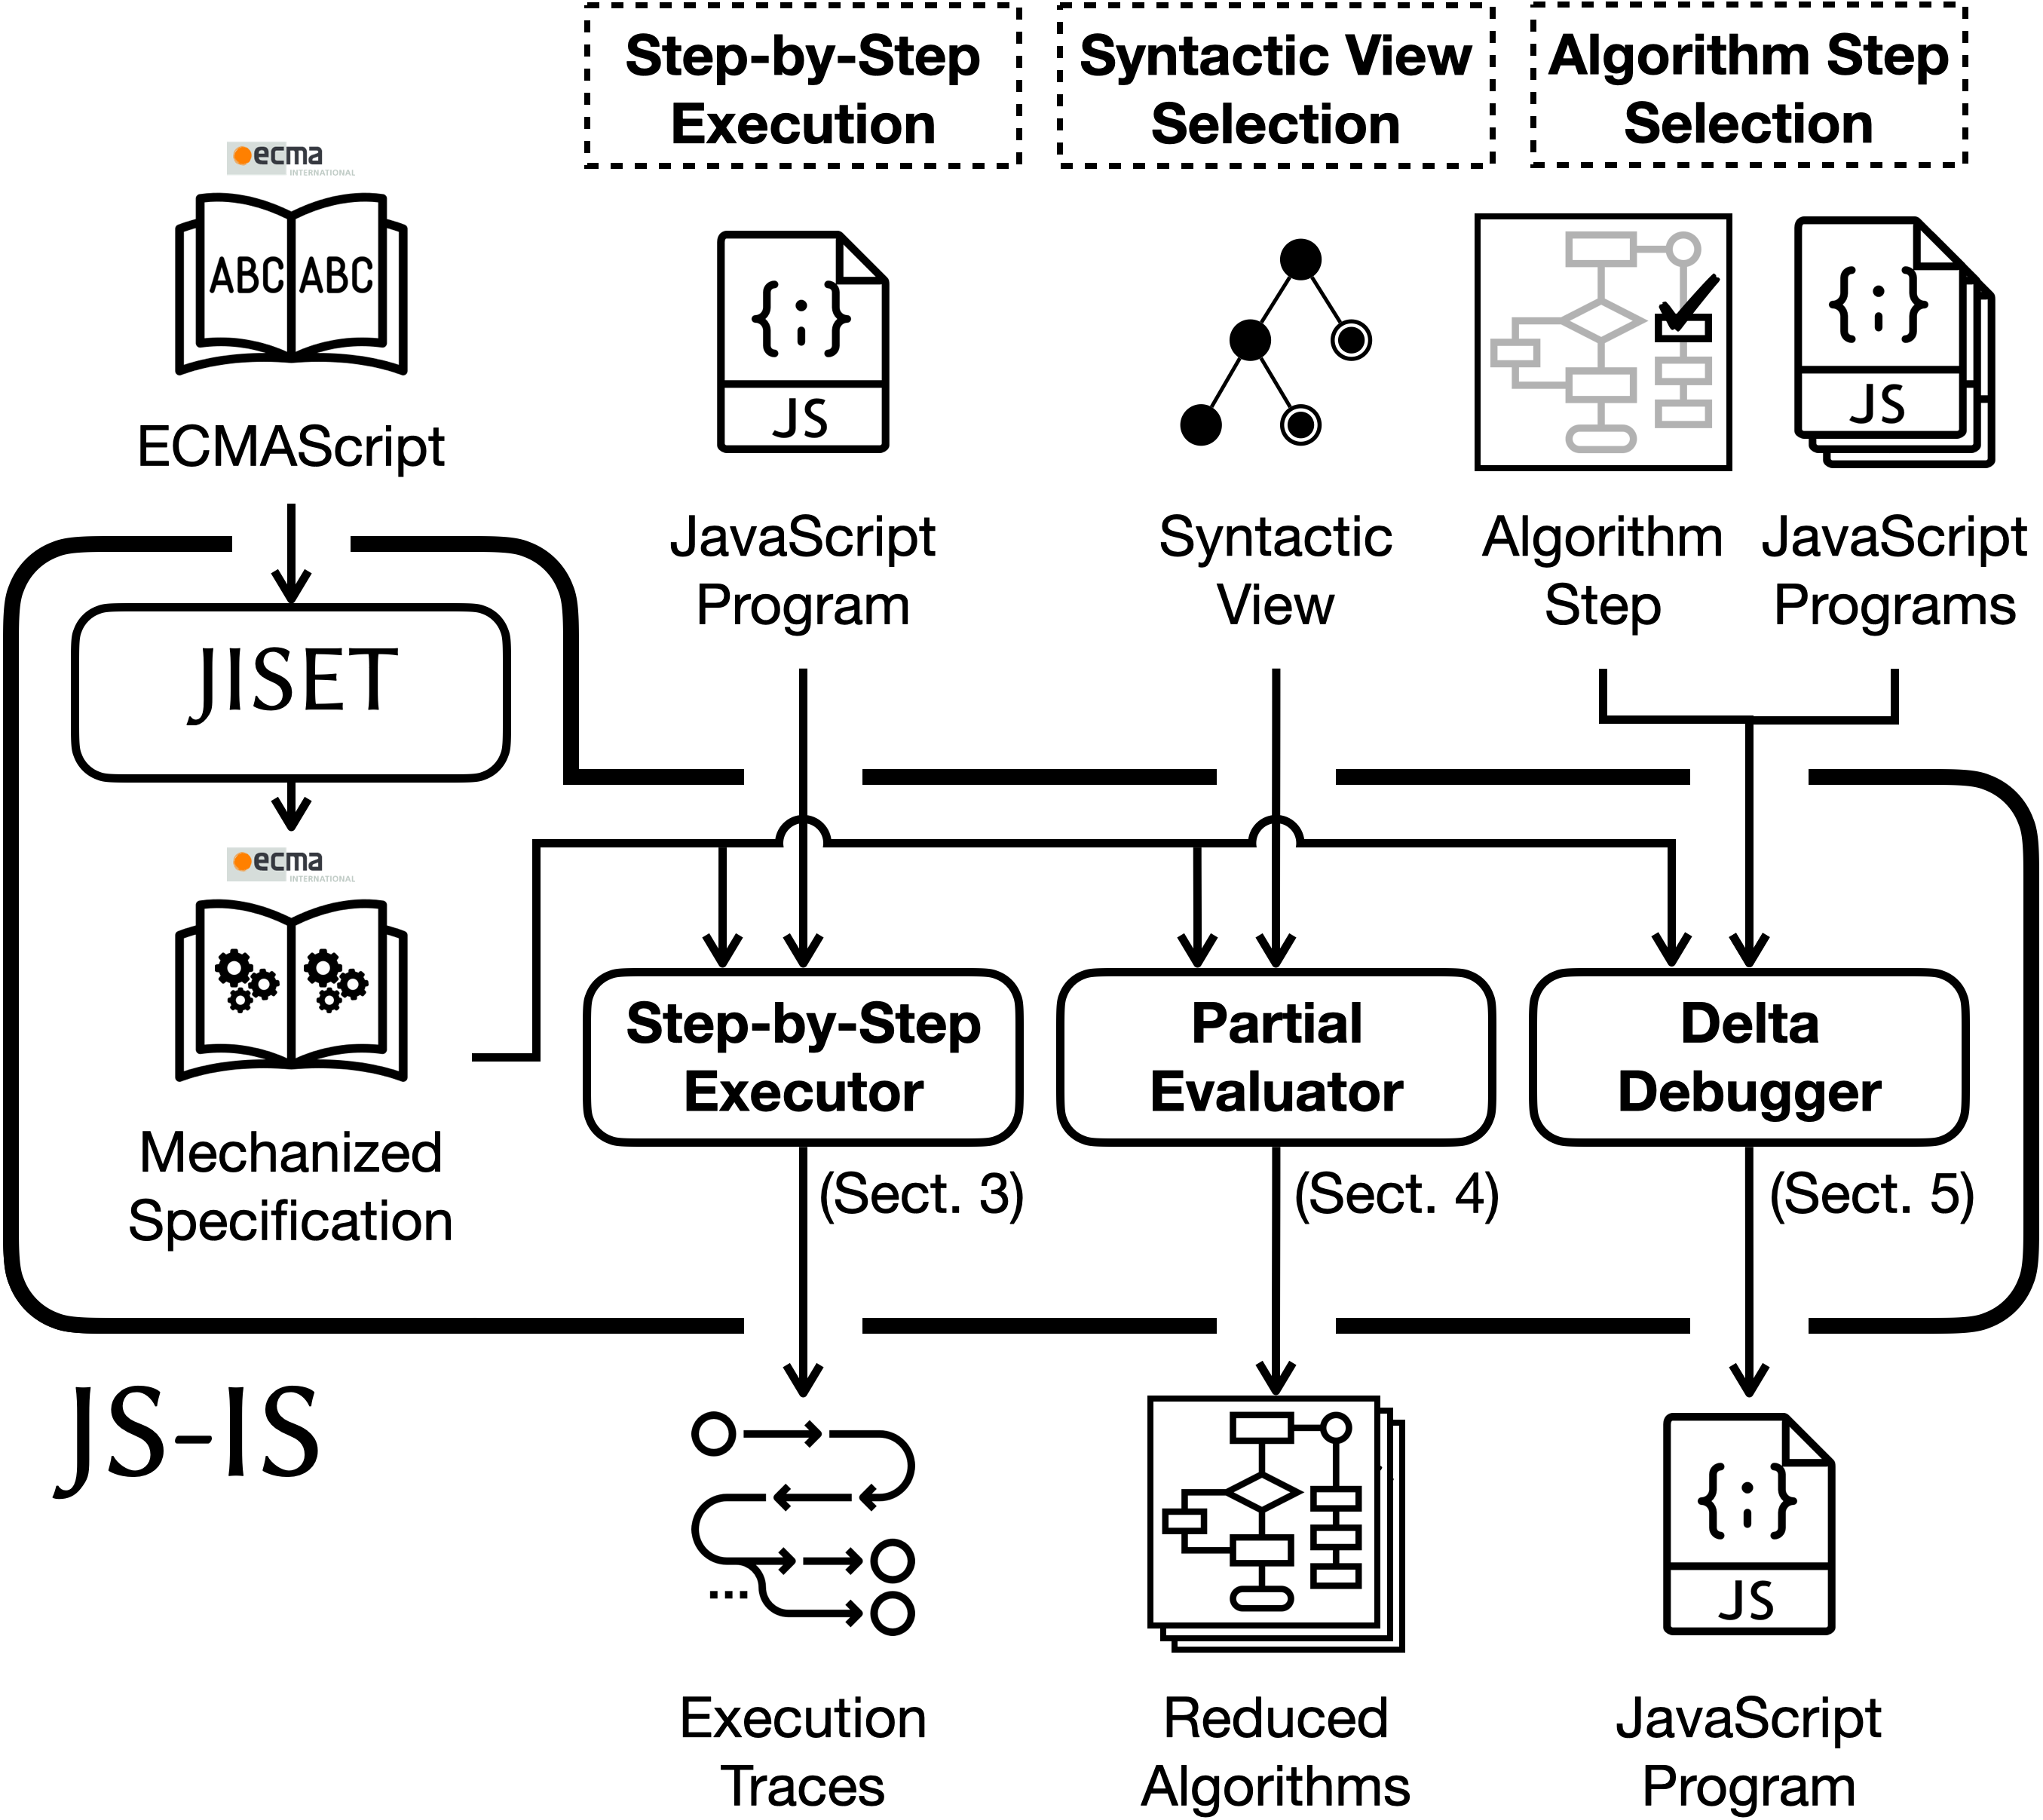 Step-by-Step
Execution
Syntactic View
Selection
Algorithm Step
Selection
ecma
INTERNATIONAL
ABC ABC
ECMAScript
{;}
JS
JavaScript
Program
Syntactic
View
Algorithm
Step
{;}
JS
JavaScript
Programs
JISET
ecma
INTERNATIONAL
Mechanized
Specification
Step-by-Step
Executor
(Sect. 3)
Partial
Evaluator
(Sect. 4)
Delta
Debugger
(Sect. 5)
JS-IS
...
Execution
Traces
Reduced
Algorithms
{;}
JS
JavaScript
Program